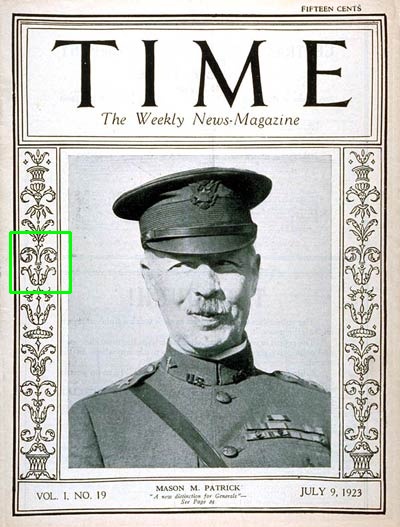 FIFTEEN CENTS
TIME
The Weekly News-Magazine
U.S.
VOL. I, NO. 19
MASON M. PATRICK
"A new distinction for Generals"—
See Page 24
JULY 9, 1923